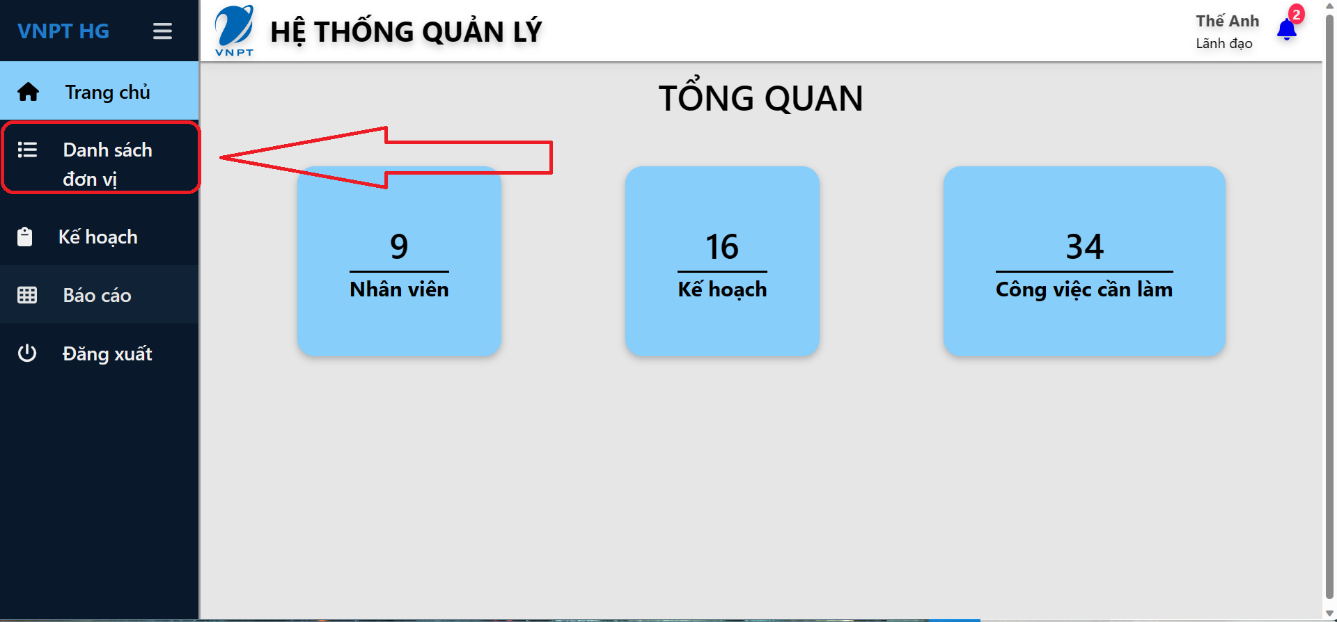 VNPT HG
VNPT
HỆ THỐNG QUẢN LÝ
Thế Anh
Lãnh đạo
2
Trang chủ
Danh sách
đơn vị
Kế hoạch
Báo cáo
Đăng xuất
TỔNG QUAN
9
Nhân viên
16
Kế hoạch
34
Công việc cần làm